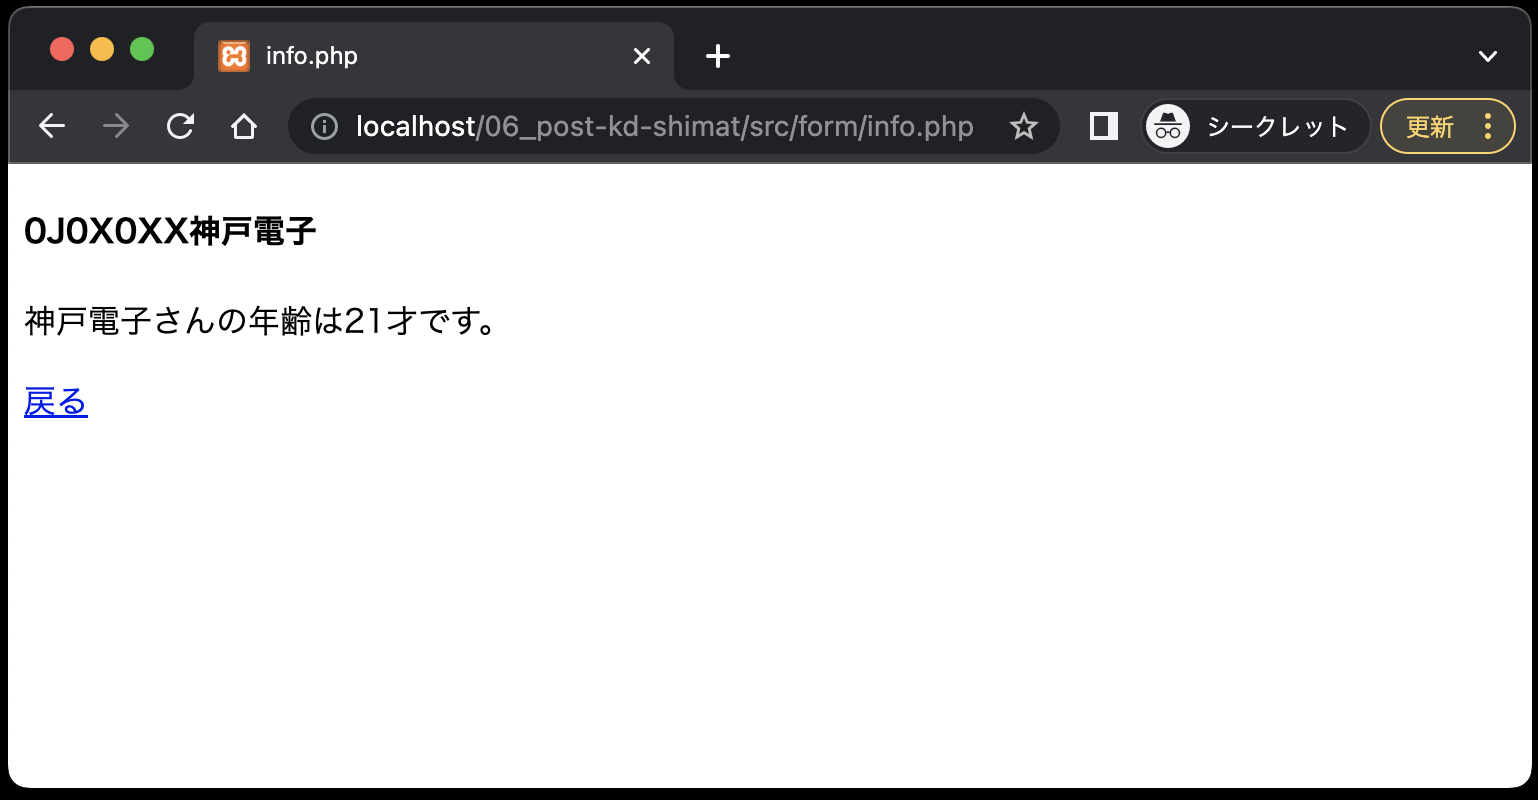 info.php
localhost/06_post-kd-shimat/src/form/info.php
シークレット
更新
0J0X0XX神戸電子
神戸電子さんの年齢は21才です。
戻る